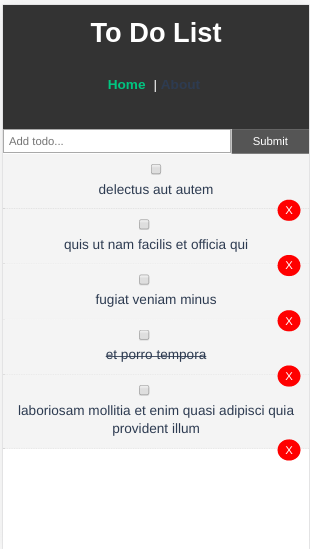 To Do List
Home | About
Add todo... Submit
delectus aut autem
X
quis ut nam facilis et officia qui
X
fugiat veniam minus
X
et porro tempora
X
laboriosam mollitia et enim quasi adipisci quia
provident illum
X